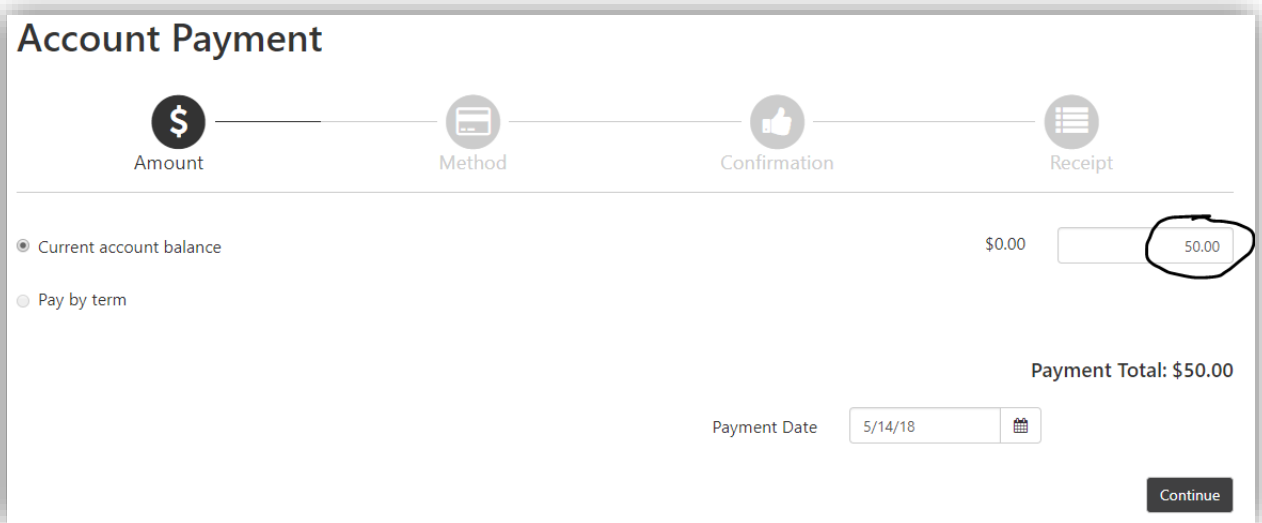 Account Payment
$
Amount
Method
Confirmation
Receipt
Current account balance
$0.00
50.00
Pay by term
Payment Total: $50.00
Payment Date
5/14/18
Continue